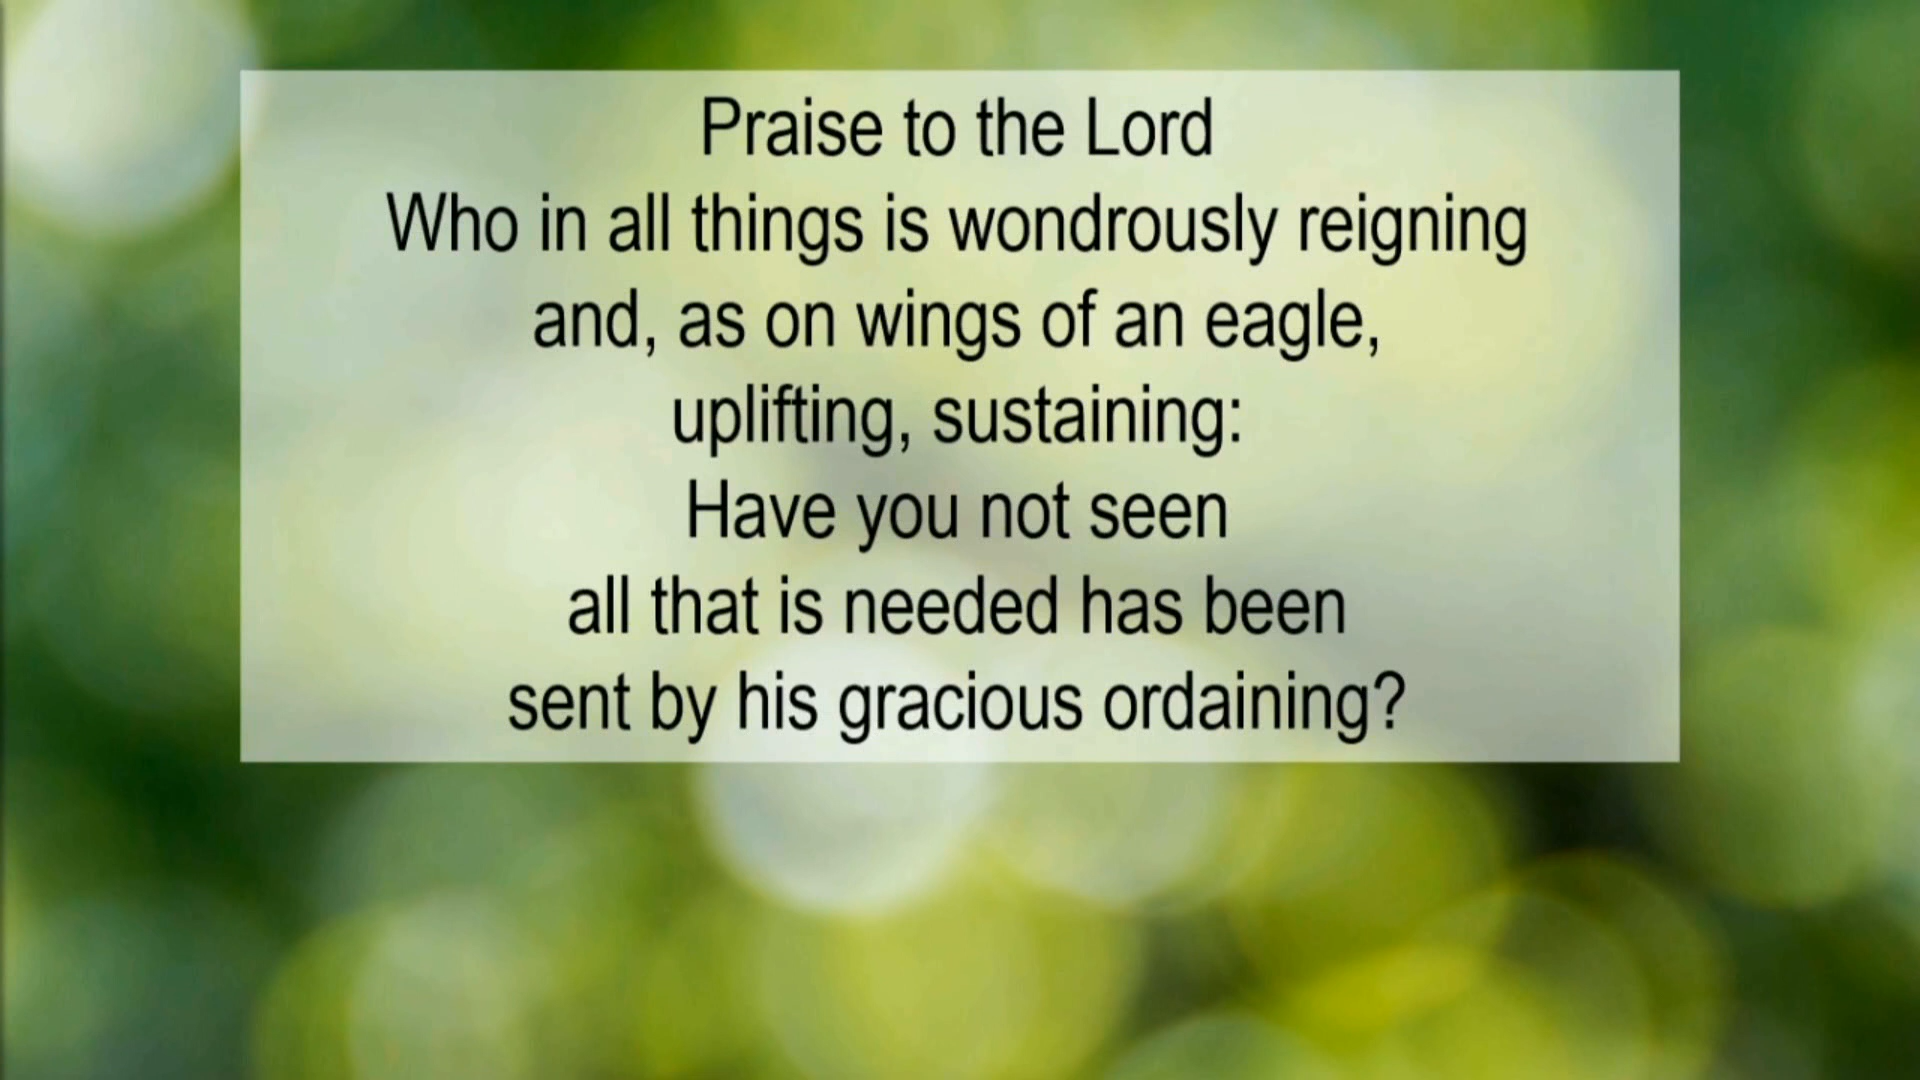 Praise to the Lord
Who in all things is wondrously reigning
and, as on wings of an eagle,
uplifting, sustaining:
Have you not seen
all that is needed has been
sent by his gracious ordaining?